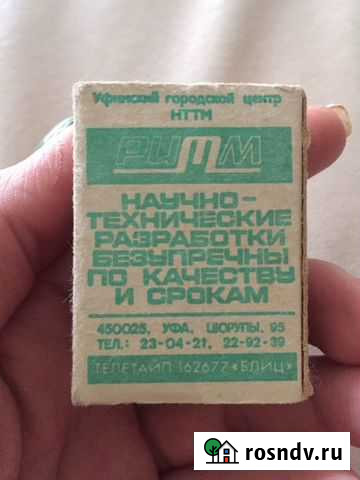 Уфимский городской центр
НТТМ
РИТМ
НАУЧНО-
ТЕХНИЧЕСКИЕ
РАЗРАБОТКИ
БЕЗУПРЕЧНЫ
ПО КАЧЕСТВУ
И СРОКАМ
450025, УФА, ЦЮРУПЫ, 95
ТЕЛ.: 23-04-21, 22-92-39
ТЕЛЕТАЙП 162677 «БЛИЦ»
rosndv.ru